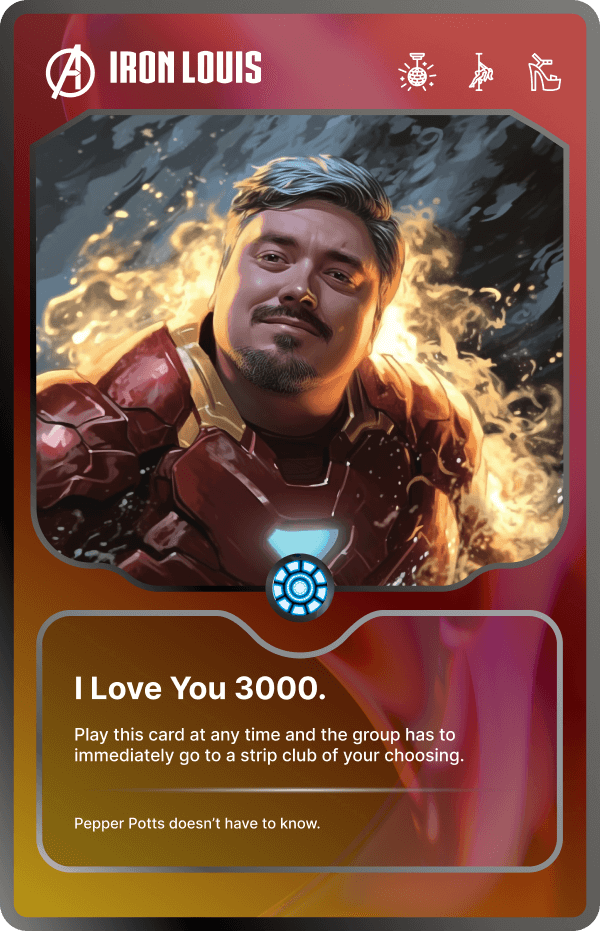 IRON LOUIS
I Love You 3000.
Play this card at any time and the group has to
immediately go to a strip club of your choosing.
Pepper Potts doesn’t have to know.